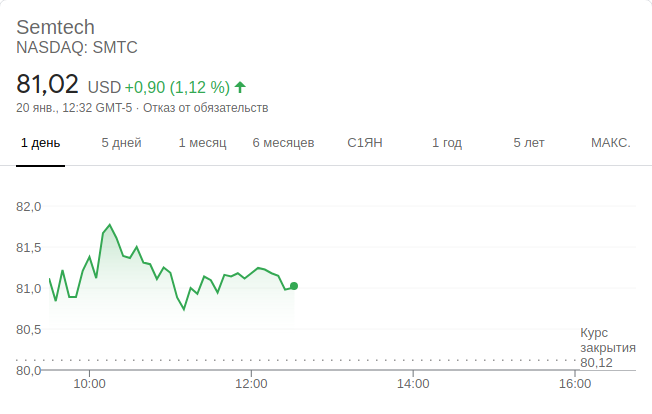 Semtech
NASDAQ: SMTC
81,02 USD +0,90 (1,12 %)
20 янв., 12:32 GMT-5 · Отказ от обязательств
1 день 5 дней 1 месяц 6 месяцев С1ЯН 1 год 5 лет МАКС.
82,0
81,5
81,0
80,5
Курс
закрытия
80,12
80,0
10:00 12:00 14:00 16:00